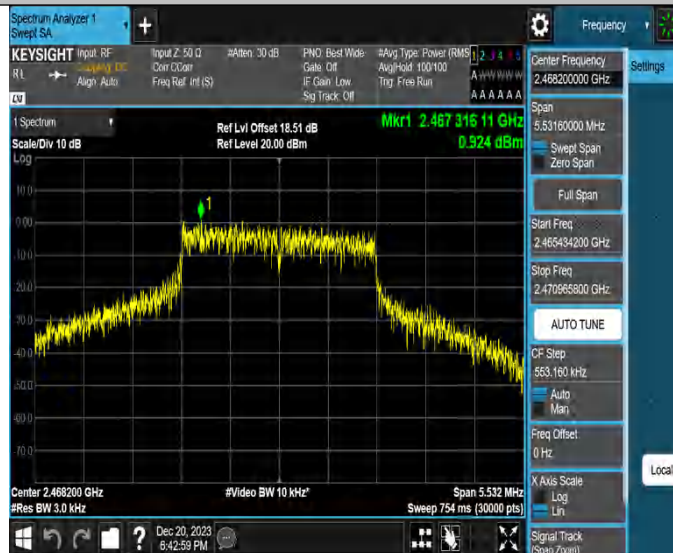 Spectrum Analyzer 1
Swept SA
+
Frequency
KEYSIGHT
RL
Input: RF
Coupling: DC
Align: Auto
Input Z: 50 Ω
Corr CCorr
Freq Ref: Int (S)
#Atten: 30 dB
PNO: Best Wide
Gate: Off
IF Gain: Low
Sig Track: Off
#Avg Type: Power (RMS)
Avg|Hold: 100/100
Trig: Free Run
1 2 3 4 5 6
A W W W W W
A A A A A A
1 Spectrum
Scale/Div 10 dB
Log
Ref Lvl Offset 18.51 dB
Ref Level 20.00 dBm
Mkr1 2.467 316 11 GHz
0.924 dBm
10.0
0.00
-10.0
-20.0
-30.0
-40.0
-50.0
-60.0
-70.0
1
Center 2.468200 GHz
#Res BW 3.0 kHz
#Video BW 10 kHz*
Span 5.532 MHz
Sweep 754 ms (30000 pts)
?
Dec 20, 2023
6:42:59 PM
Center Frequency
2.468200000 GHz
Span
5.53160000 MHz
Swept Span
Zero Span
Full Span
Start Freq
2.465434200 GHz
Stop Freq
2.470965800 GHz
AUTO TUNE
CF Step
553.160 kHz
Auto
Man
Freq Offset
0 Hz
X Axis Scale
Log
Lin
Signal Track
(Span Zoom)
Settings
Local